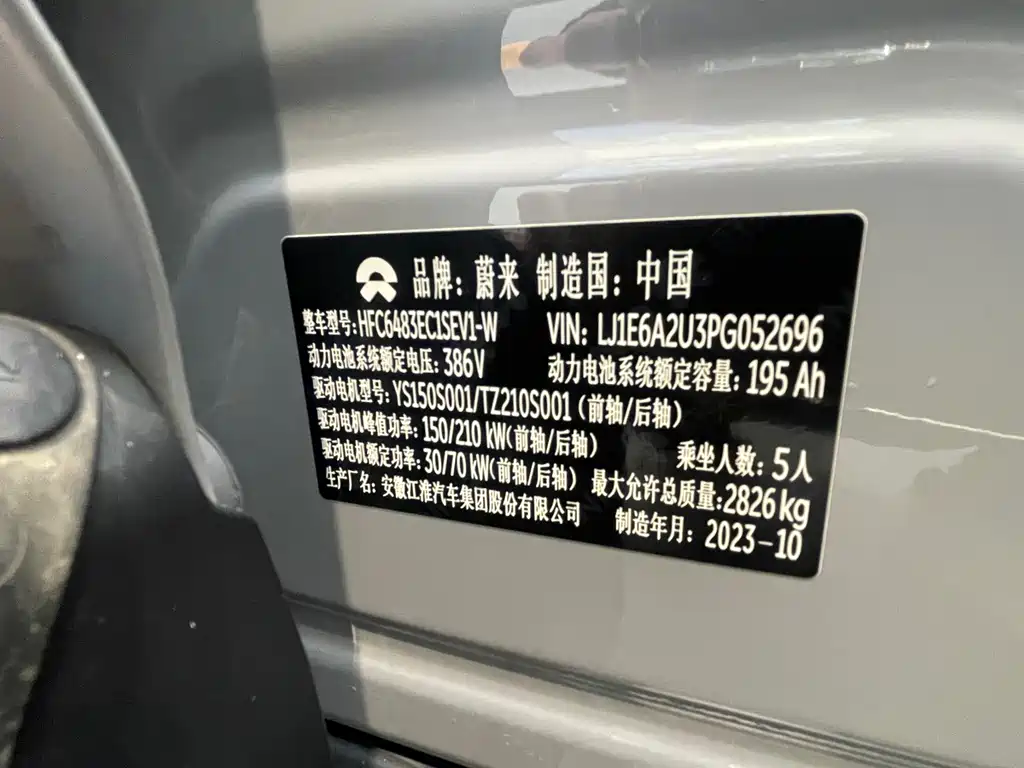 品牌：蔚来 制造国：中国
整车型号：HFC6483EC1SEV1-W VIN：LJ1E6A2U3PG052696
动力电池系统额定电压：386V 动力电池系统额定容量：195 Ah
驱动电机型号：YS150S001/TZ210S001（前轴/后轴）
驱动电机峰值功率：150/210 kW(前轴/后轴) 乘坐人数：5人
驱动电机额定功率：30/70 kW(前轴/后轴) 最大允许总质量：2826 kg
生产厂名：安徽江淮汽车集团股份有限公司 制造年月：2023-10